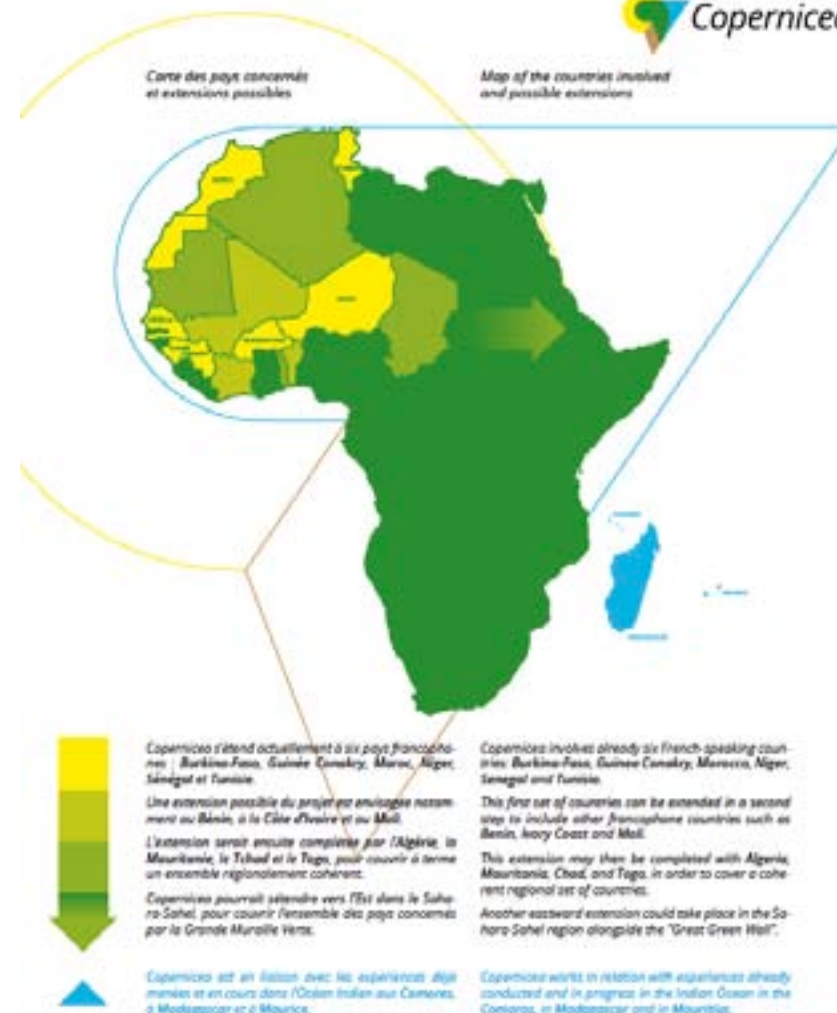 Copernicea
Carte des pays concernés
et extensions possibles
Map of the countries involved
and possible extensions
Copernicea s'étend actuellement à six pays francopho-
nes : Burkina-Faso, Guinée Conakry, Maroc, Niger,
Sénégal et Tunisie.
Une extension possible du projet est envisagée notam-
ment au Bénin, à la Côte d'Ivoire et au Mali.
L'extension serait ensuite complétée par l'Algérie, la
Mauritanie, le Tchad et le Togo, pour couvrir à terme
un ensemble régionalement cohérent.
Copernicea pourrait s'étendre vers l'Est dans le Saha-
ra-Sahel, pour couvrir l'ensemble des pays concernés
par la Grande Muraille Verte.
Copernicea est en liaison avec les expériences déjà
menées et en cours dans l'Océan Indien aux Comores,
à Madagascar et à Maurice.
Copernicea involves already six French-speaking coun-
tries: Burkina-Faso, Guinea Conakry, Morocco, Niger,
Senegal and Tunisia.
This first set of countries can be extended in a second
step to include other francophone countries such as
Benin, Ivory Coast and Mali.
This extension may then be completed with Algeria,
Mauritania, Chad, and Togo, in order to cover a cohe-
rent regional set of countries.
Another eastward extension could take place in the Sa-
hara-Sahel region alongside the "Great Green Wall".
Copernicea works in relation with experiences already
conducted and in progress in the Indian Ocean in the
Comoros, in Madagascar and in Mauritius.